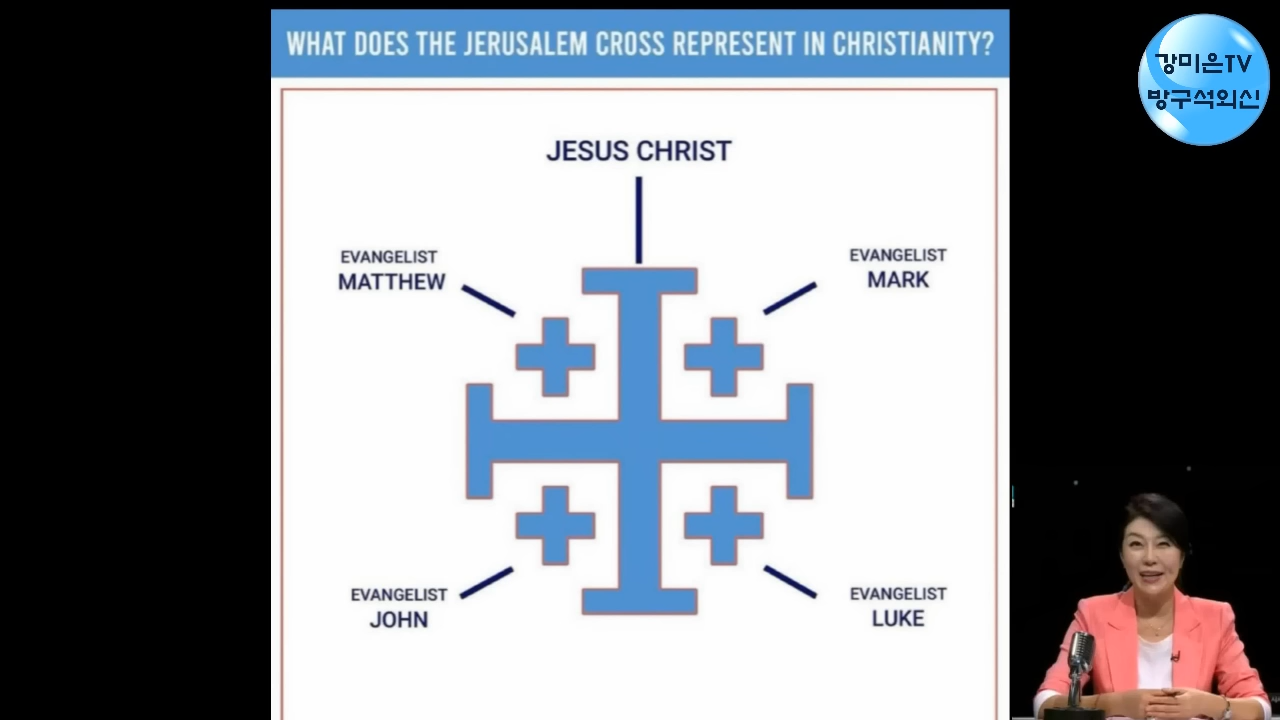 WHAT DOES THE JERUSALEM CROSS REPRESENT IN CHRISTIANITY?
강미은TV
방구석외신
JESUS CHRIST
EVANGELIST
MATTHEW
EVANGELIST
MARK
EVANGELIST
JOHN
EVANGELIST
LUKE